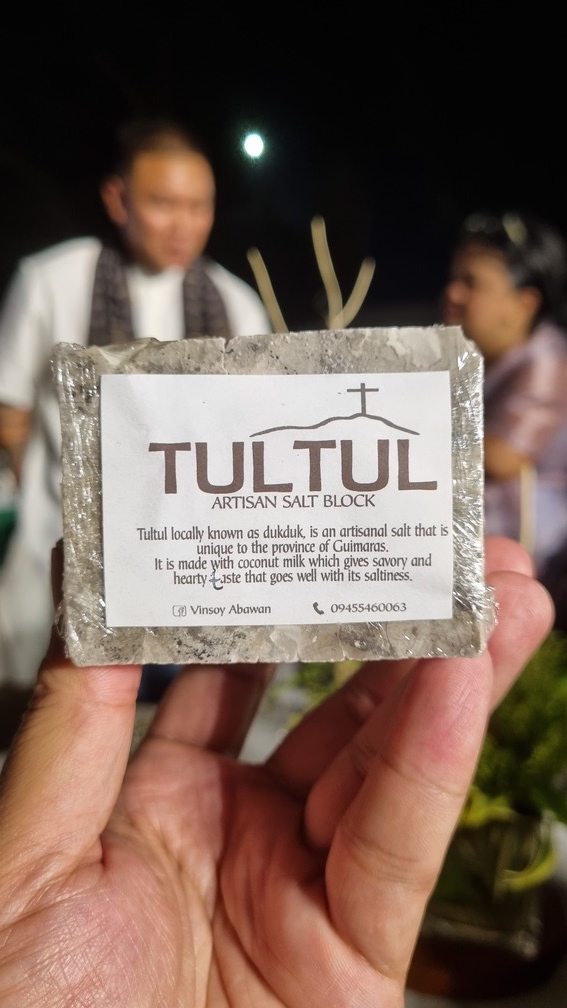 TULTUL
ARTISAN SALT BLOCK
Tultul locally known as dukduk, is an artisanal salt that is
unique to the province of Guimaras.
It is made with coconut milk which gives savory and
hearty taste that goes well with its saltiness.
Vinsoy Abawan 09455460063